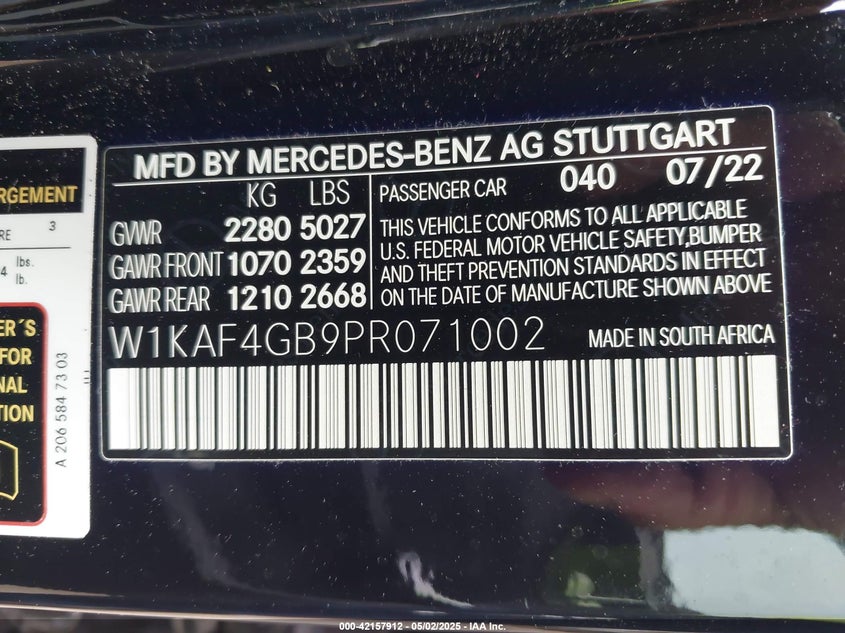 MFD BY MERCEDES-BENZ AG STUTTGART
KG LBS
GVWR 2280 5027
GAWR FRONT 1070 2359
GAWR REAR 1210 2668
PASSENGER CAR 040 07/22
THIS VEHICLE CONFORMS TO ALL APPLICABLE
U.S. FEDERAL MOTOR VEHICLE SAFETY,BUMPER
AND THEFT PREVENTION STANDARDS IN EFFECT
ON THE DATE OF MANUFACTURE SHOWN ABOVE
W1KAF4GB9PR071002 MADE IN SOUTH AFRICA
RGEMENT
RE 3
4 lbs.
lb.
ER´S
FOR
NAL
TION
A 206 584 73 03
000-42157912 - 05/02/2025 - IAA Inc.